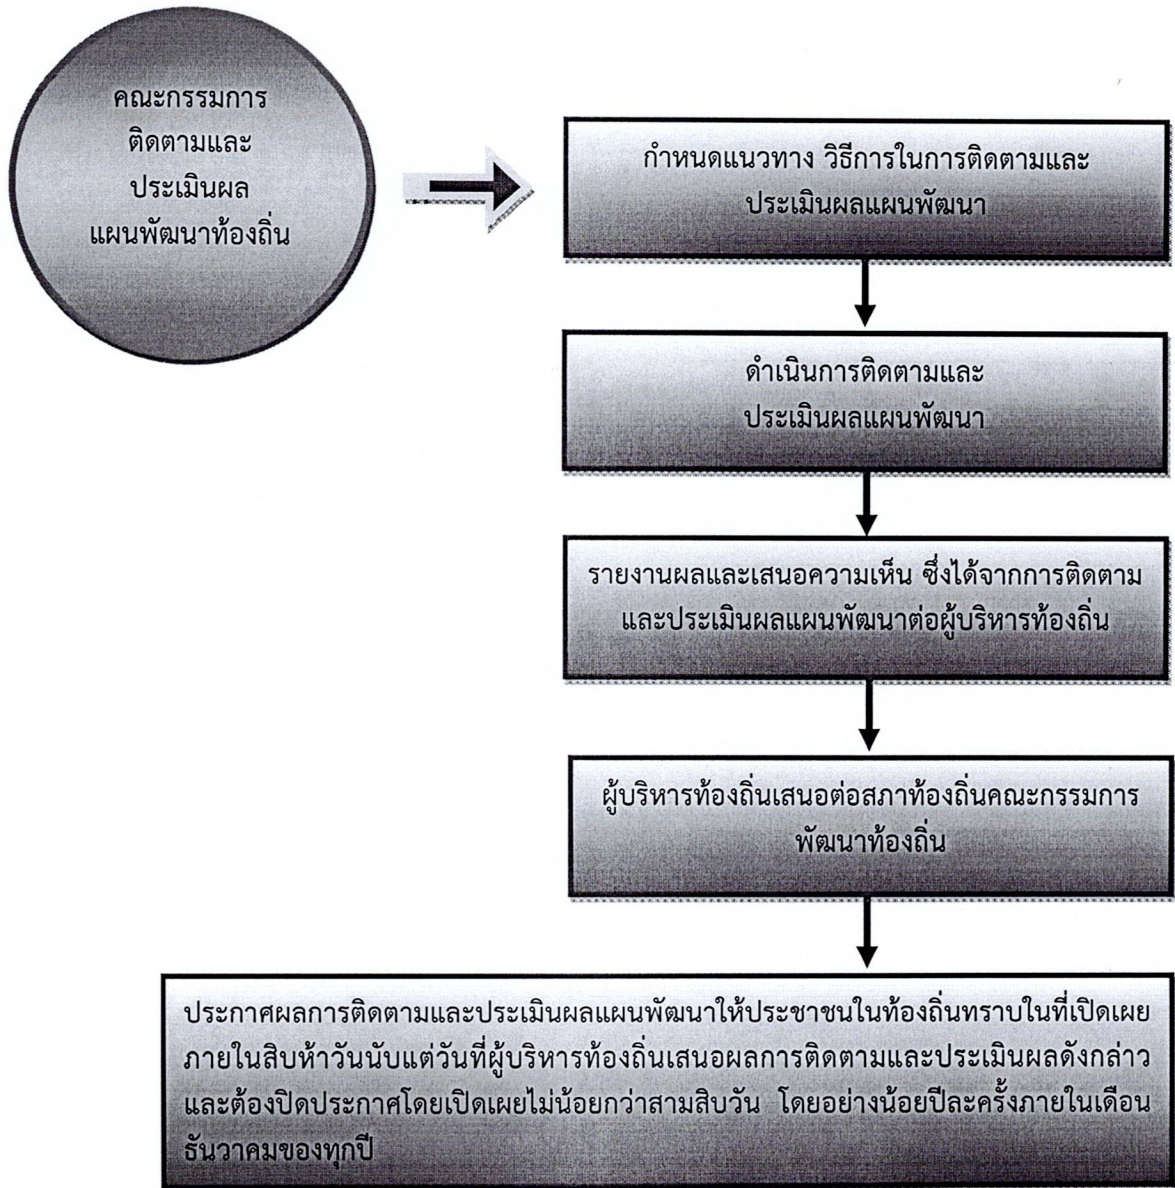 คณะกรรมการ
ติดตามและ
ประเมินผล
แผนพัฒนาท้องถิ่น
กำหนดแนวทาง วิธีการในการติดตามและ
ประเมินผลแผนพัฒนา
ดำเนินการติดตามและ
ประเมินผลแผนพัฒนา
รายงานผลและเสนอความเห็น ซึ่งได้จากการติดตาม
และประเมินผลแผนพัฒนาต่อผู้บริหารท้องถิ่น
ผู้บริหารท้องถิ่นเสนอต่อสภาท้องถิ่นคณะกรรมการ
พัฒนาท้องถิ่น
ประกาศผลการติดตามและประเมินผลแผนพัฒนาให้ประชาชนในท้องถิ่นทราบในที่เปิดเผย
ภายในสิบห้าวันนับแต่วันที่ผู้บริหารท้องถิ่นเสนอผลการติดตามและประเมินผลดังกล่าว
และต้องปิดประกาศโดยเปิดเผยไม่น้อยกว่าสามสิบวัน โดยอย่างน้อยปีละครั้งภายในเดือน
ธันวาคมของทุกปี